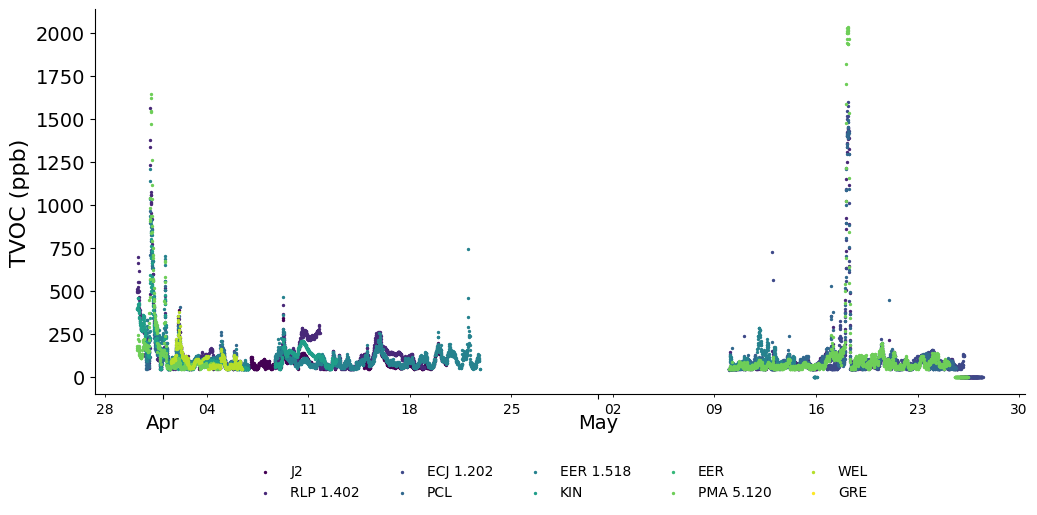 2000
1750
1500
1250
1000
750
500
250
0
TVOC (ppb)
28 04 11 18 25 02 09 16 23 30
Apr May
J2 ECJ 1.202 EER 1.518 EER WEL
RLP 1.402 PCL KIN PMA 5.120 GRE